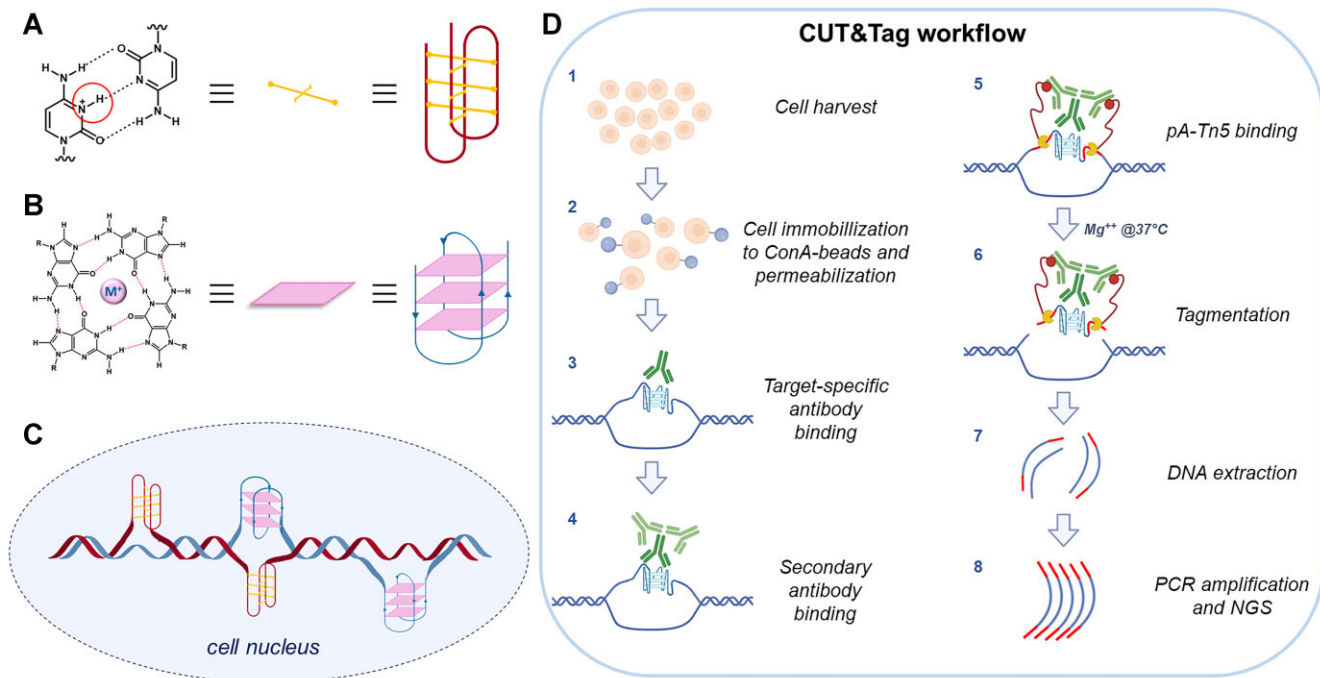 A
O
H
N
H
N
N
H
N+
N
O
H
N
H
N
≡
≡
B
R
N
N
H
N
H
N
N
R
H
N
N
H
N
N
H
O
O
N
H
N
H
N
H
M+
H
N
H
O
N
H
O
N
N
H
N
H
N
N
R
N
N
H
R
≡
≡
C
cell nucleus
D
CUT&Tag workflow
1
Cell harvest
2
Cell immobillization
to ConA-beads and
permeabilization
3
Target-specific
antibody
binding
4
Secondary
antibody
binding
5
pA-Tn5 binding
Mg++ @37°C
6
Tagmentation
7
DNA extraction
8
PCR amplification
and NGS